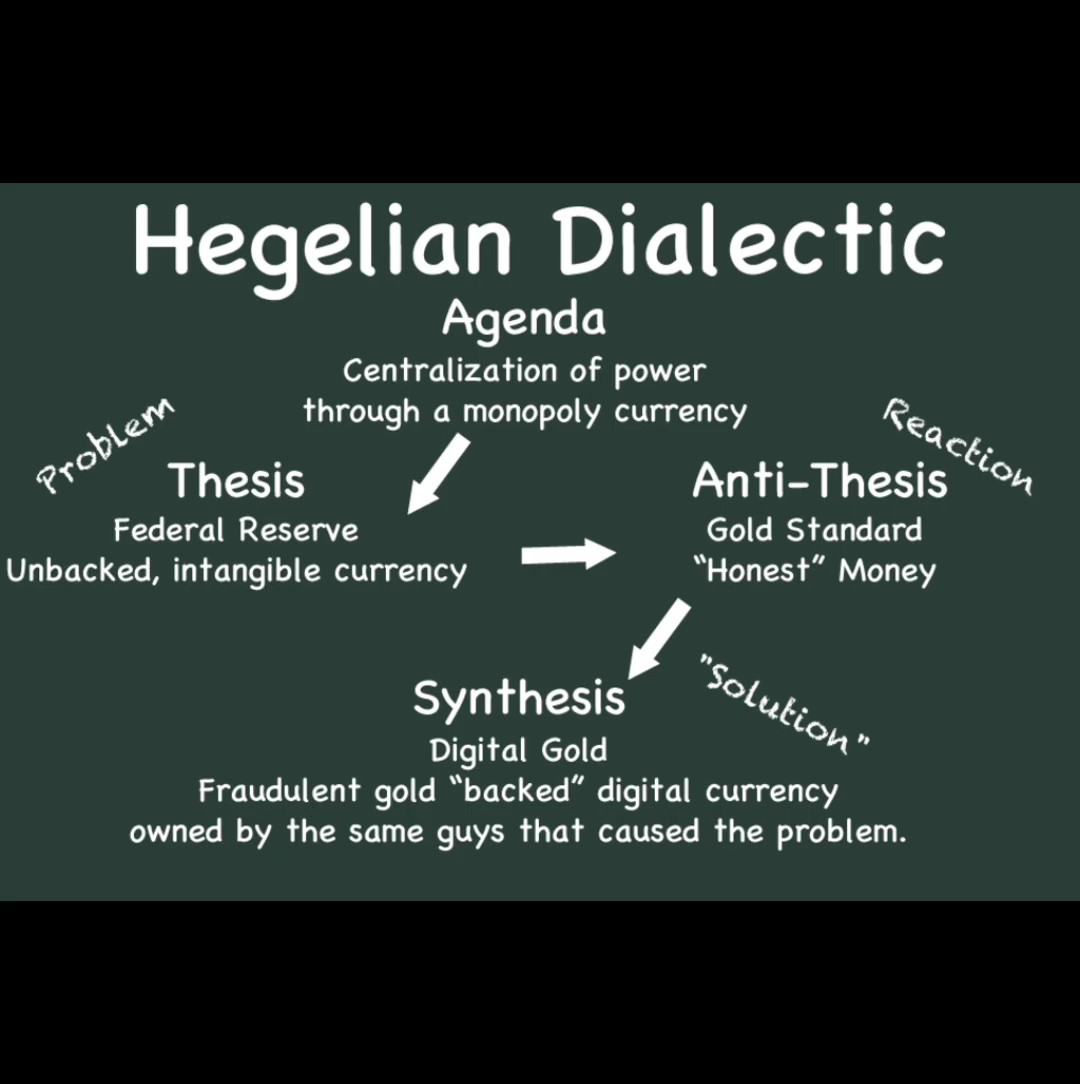 Hegelian Dialectic
Agenda
Centralization of power
through a monopoly currency
Problem
Thesis
Federal Reserve
Unbacked, intangible currency
Reaction
Anti-Thesis
Gold Standard
“Honest” Money
Synthesis
"Solution"
Digital Gold
Fraudulent gold “backed” digital currency
owned by the same guys that caused the problem.